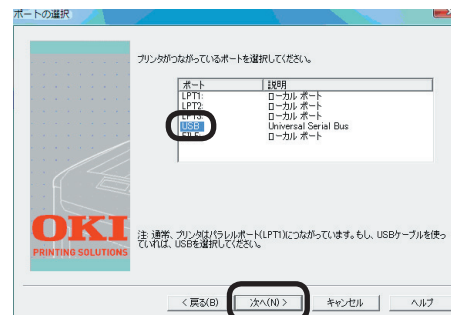 ポートの選択
プリンタがつながっているポートを選択してください。
ポート 説明
LPT1: ローカル ポート
LPT2: ローカル ポート
LPT3: ローカル ポート
USB Universal Serial Bus
FILE: ローカル ポート
OKI
PRINTING SOLUTIONS
注: 通常、プリンタはパラレルポート(LPT1)につながっています。もし、USBケーブルを使っ
ていれば、USBを選択してください。
< 戻る(B) 次へ(N) > キャンセル ヘルプ